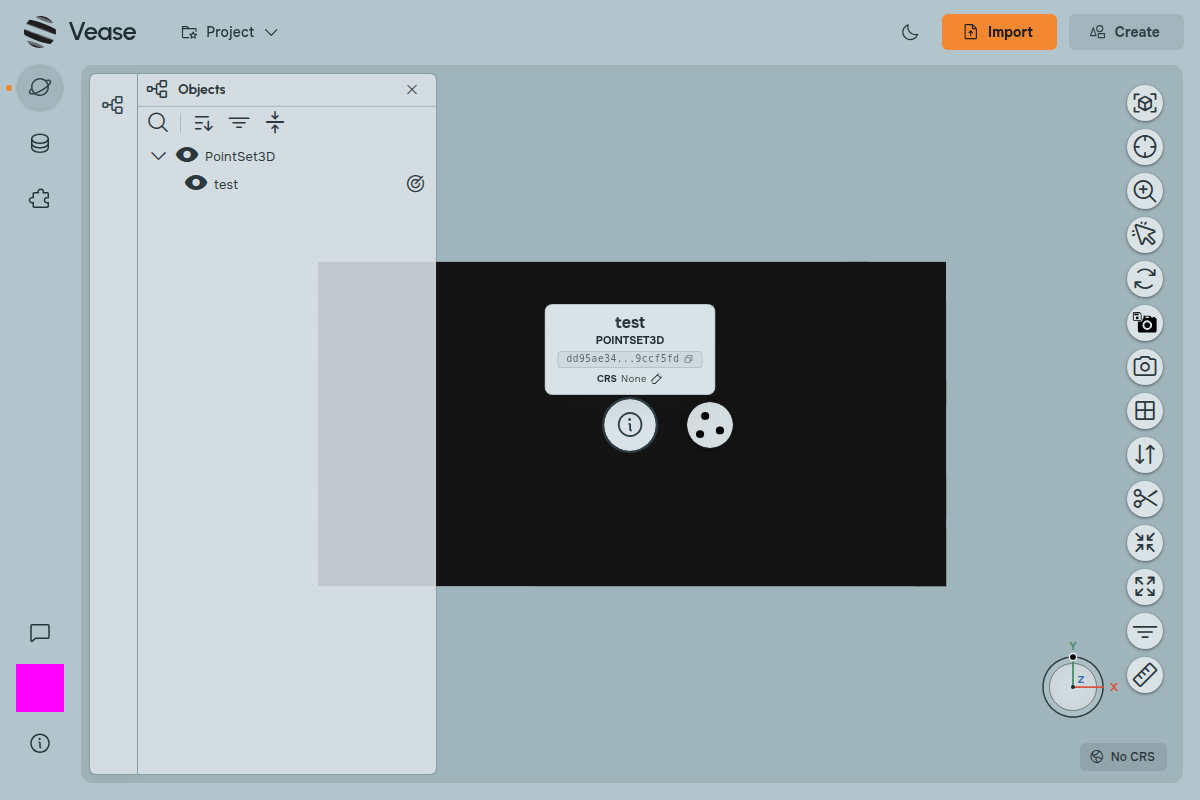 Vease
Project
Import
Create
Objects
PointSet3D
test
test
POINTSET3D
dd95ae34...9ccf5fd
CRS None
Y
Z
X
No CRS